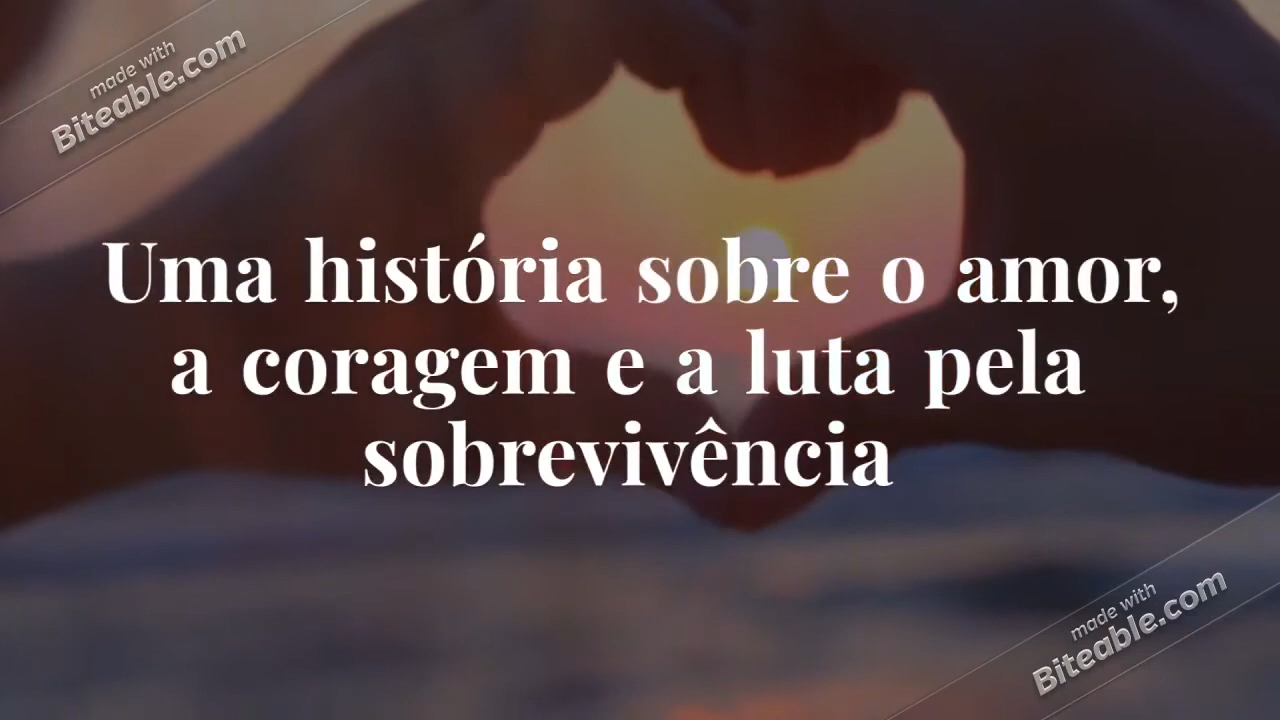 made with
Biteable.com
Uma história sobre o amor,
a coragem e a luta pela
sobrevivência
made with
Biteable.com